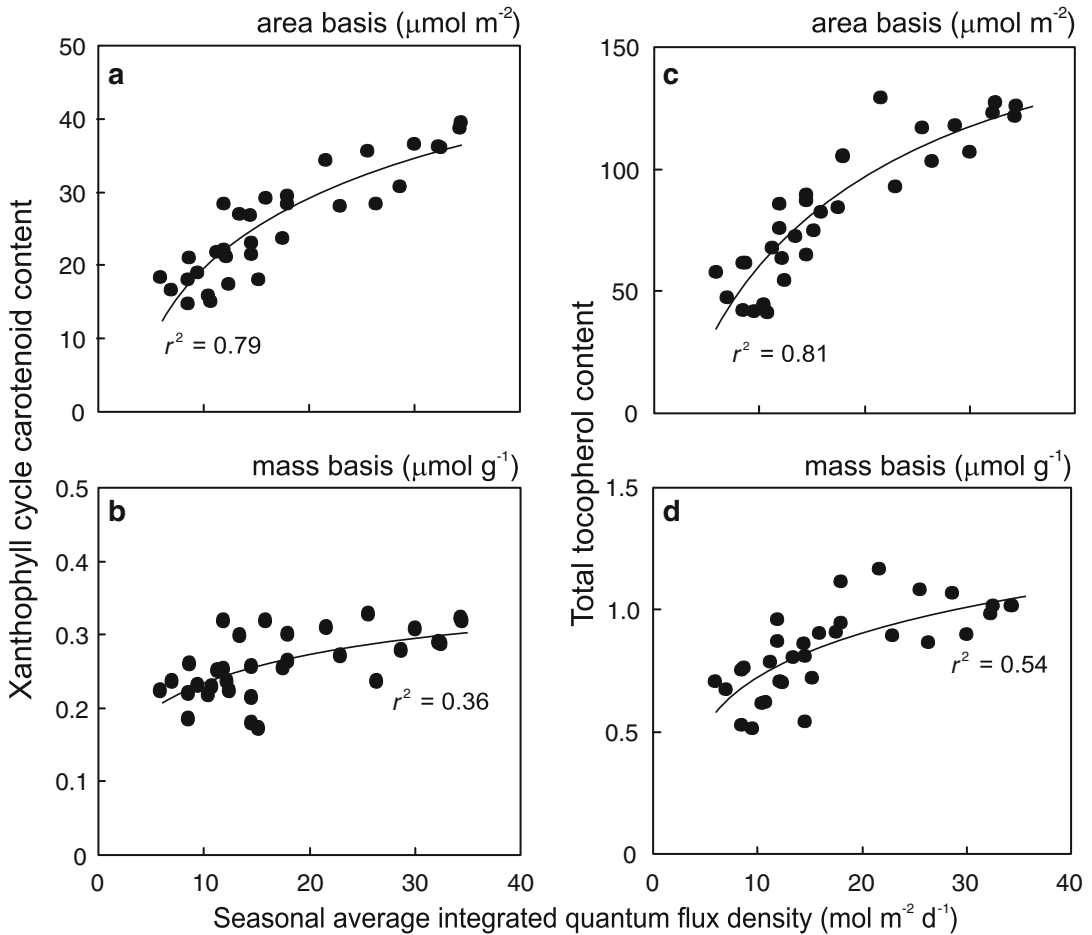 area basis (μmol m⁻²)
area basis (μmol m⁻²)
50
40
30
20
10
0
a
r² = 0.79
150
100
50
0
c
r² = 0.81
Xanthophyll cycle carotenoid content
Total tocopherol content
mass basis (μmol g⁻¹)
mass basis (μmol g⁻¹)
0.5
0.4
0.3
0.2
0.1
0
b
r² = 0.36
1.5
1.0
0.5
0
d
r² = 0.54
0 10 20 30 40
0 10 20 30 40
Seasonal average integrated quantum flux density (mol m⁻² d⁻¹)